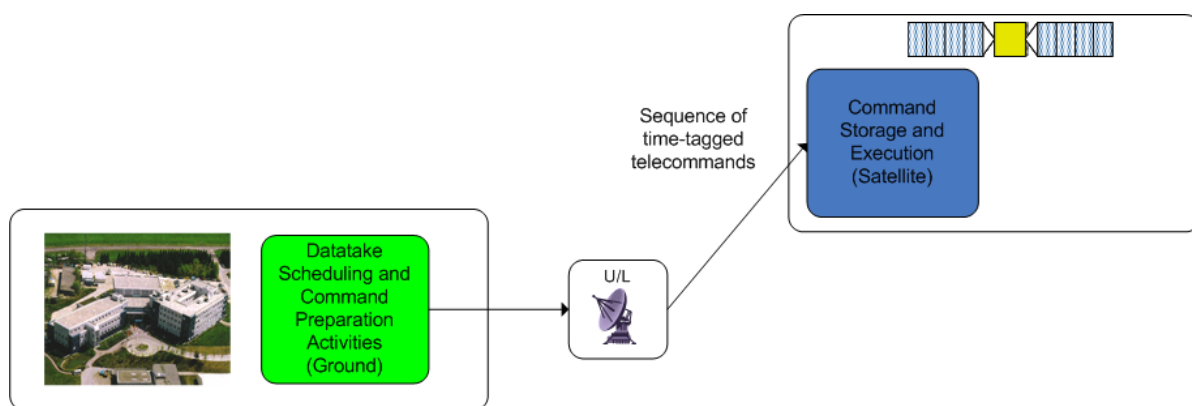 Datatake
Scheduling and
Command
Preparation
Activities
(Ground)
U/L
Sequence of
time-tagged
telecommands
Command
Storage and
Execution
(Satellite)